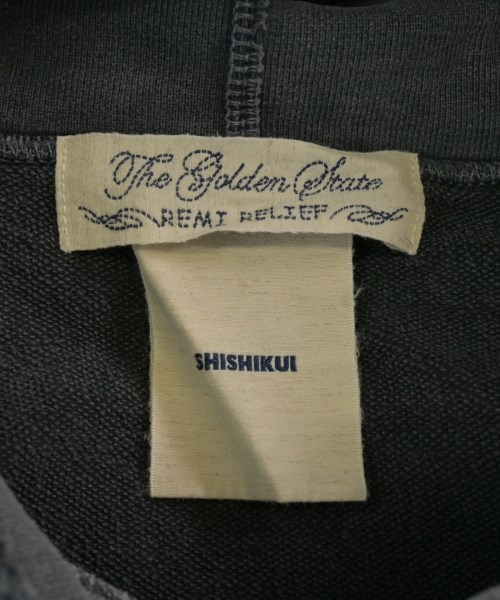 The Golden State
REMI RELIEF
SHISHIKUI